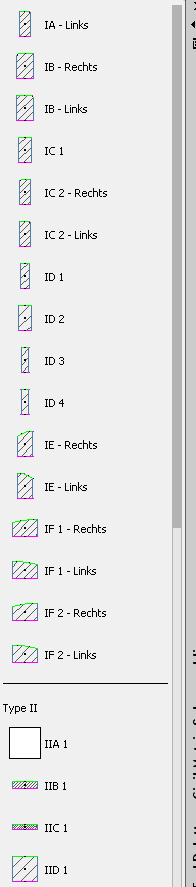 IA - Links
IB - Rechts
IB - Links
IC 1
IC 2 - Rechts
IC 2 - Links
ID 1
ID 2
ID 3
ID 4
IE - Rechts
IE - Links
IF 1 - Rechts
IF 1 - Links
IF 2 - Rechts
IF 2 - Links
Type II
IIA 1
IIB 1
IIC 1
IID 1